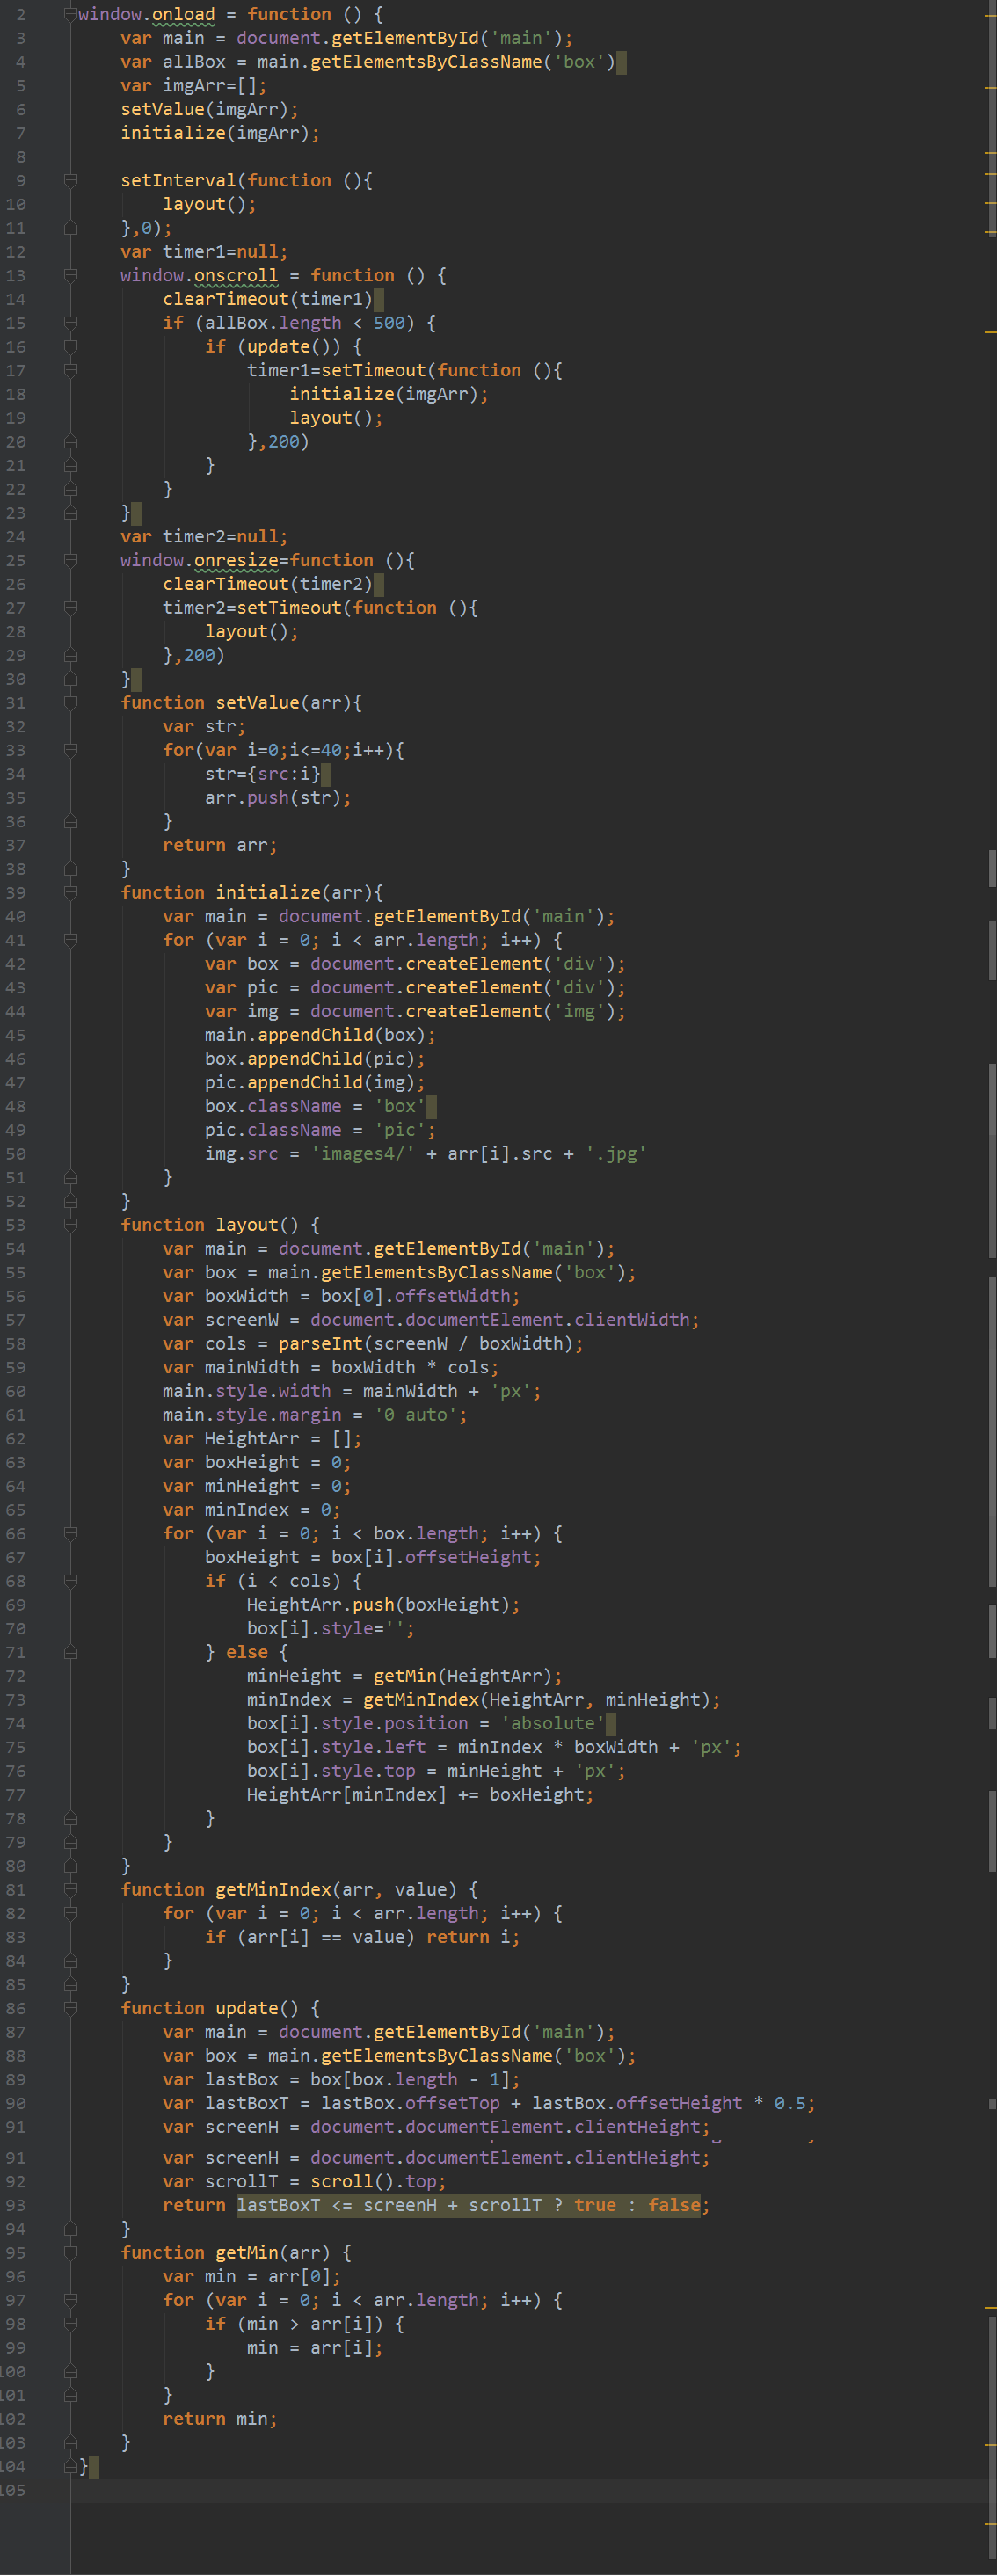 2 window.onload = function () {
3     var main = document.getElementById('main');
4     var allBox = main.getElementsByClassName('box')
5     var imgArr=[];
6     setValue(imgArr);
7     initialize(imgArr);
8
9     setInterval(function (){
10         layout();
11     },0);
12     var timer1=null;
13     window.onscroll = function () {
14         clearTimeout(timer1)
15         if (allBox.length < 500) {
16             if (update()) {
17                 timer1=setTimeout(function (){
18                     initialize(imgArr);
19                     layout();
20                 },200)
21             }
22         }
23     }
24     var timer2=null;
25     window.onresize=function (){
26         clearTimeout(timer2)
27         timer2=setTimeout(function (){
28             layout();
29         },200)
30     }
31     function setValue(arr){
32         var str;
33         for(var i=0;i<=40;i++){
34             str={src:i}
35             arr.push(str);
36         }
37         return arr;
38     }
39     function initialize(arr){
40         var main = document.getElementById('main');
41         for (var i = 0; i < arr.length; i++) {
42             var box = document.createElement('div');
43             var pic = document.createElement('div');
44             var img = document.createElement('img');
45             main.appendChild(box);
46             box.appendChild(pic);
47             pic.appendChild(img);
48             box.className = 'box'
49             pic.className = 'pic';
50             img.src = 'images4/' + arr[i].src + '.jpg'
51         }
52     }
53     function layout() {
54         var main = document.getElementById('main');
55         var box = main.getElementsByClassName('box');
56         var boxWidth = box[0].offsetWidth;
57         var screenW = document.documentElement.clientWidth;
58         var cols = parseInt(screenW / boxWidth);
59         var mainWidth = boxWidth * cols;
60         main.style.width = mainWidth + 'px';
61         main.style.margin = '0 auto';
62         var HeightArr = [];
63         var boxHeight = 0;
64         var minHeight = 0;
65         var minIndex = 0;
66         for (var i = 0; i < box.length; i++) {
67             boxHeight = box[i].offsetHeight;
68             if (i < cols) {
69                 HeightArr.push(boxHeight);
70                 box[i].style='';
71             } else {
72                 minHeight = getMin(HeightArr);
73                 minIndex = getMinIndex(HeightArr, minHeight);
74                 box[i].style.position = 'absolute'
75                 box[i].style.left = minIndex * boxWidth + 'px';
76                 box[i].style.top = minHeight + 'px';
77                 HeightArr[minIndex] += boxHeight;
78             }
79         }
80     }
81     function getMinIndex(arr, value) {
82         for (var i = 0; i < arr.length; i++) {
83             if (arr[i] == value) return i;
84         }
85     }
86     function update() {
87         var main = document.getElementById('main');
88         var box = main.getElementsByClassName('box');
89         var lastBox = box[box.length - 1];
90         var lastBoxT = lastBox.offsetTop + lastBox.offsetHeight * 0.5;
91         var screenH = document.documentElement.clientHeight;
91         var screenH = document.documentElement.clientHeight;
92         var scrollT = scroll().top;
93         return lastBoxT <= screenH + scrollT ? true : false;
94     }
95     function getMin(arr) {
96         var min = arr[0];
97         for (var i = 0; i < arr.length; i++) {
98             if (min > arr[i]) {
99                 min = arr[i];
100             }
101         }
102         return min;
103     }
104 }
105